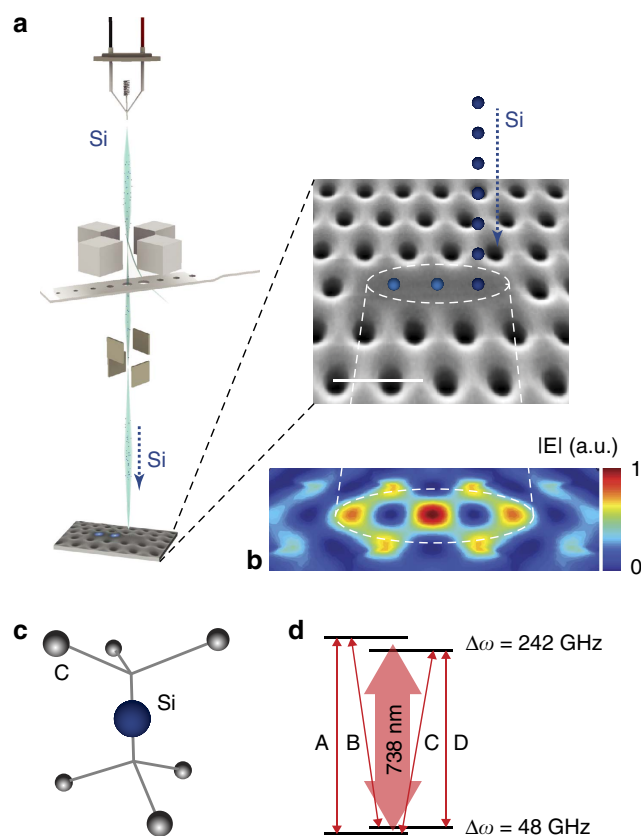 a
Si
Si
Si
|E| (a.u.)
1
0
b
c
C
Si
d
Δω = 242 GHz
A
B
738 nm
C
D
Δω = 48 GHz